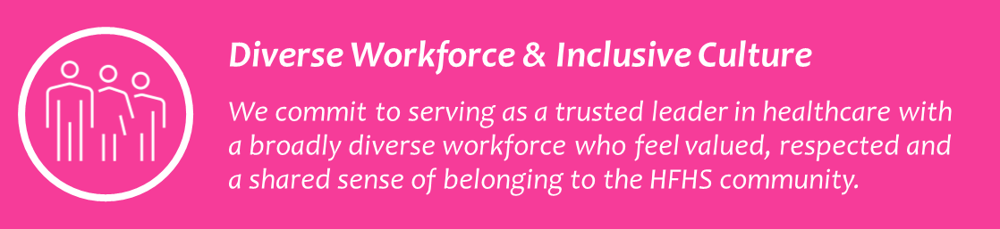 Diverse Workforce & Inclusive Culture
We commit to serving as a trusted leader in healthcare with
a broadly diverse workforce who feel valued, respected and
a shared sense of belonging to the HFHS community.